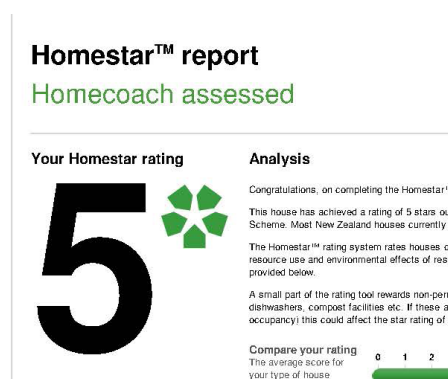 Homestar™ report
Homecoach assessed
Your Homestar rating
5
Analysis
Congratulations, on completing the Homestar
This house has achieved a rating of 5 stars
Scheme. Most New Zealand houses currently
The Homestar™ rating system rates houses
resource use and environmental effects of
provided below.
A small part of the rating tool rewards
dishwashers, compost facilities etc. If these
occupancy) this could affect the star rating of
Compare your rating
The average score for
your type of house
0 1 2